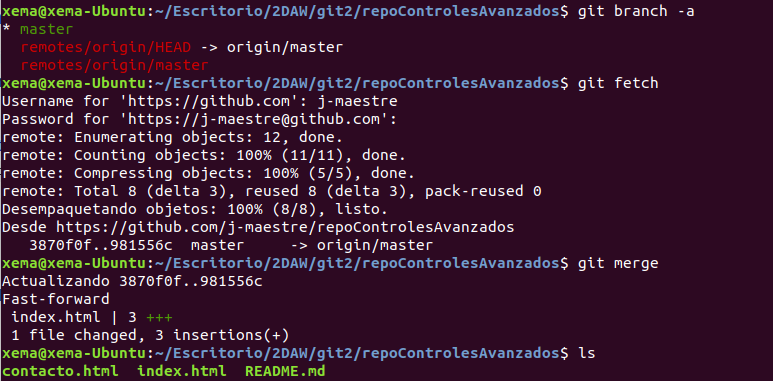 xema@xema-Ubuntu:~/Escritorio/2DAW/git2/repoControlesAvanzados$ git branch -a
* master
  remotes/origin/HEAD -> origin/master
  remotes/origin/master
xema@xema-Ubuntu:~/Escritorio/2DAW/git2/repoControlesAvanzados$ git fetch
Username for 'https://github.com': j-maestre
Password for 'https://j-maestre@github.com':
remote: Enumerating objects: 12, done.
remote: Counting objects: 100% (11/11), done.
remote: Compressing objects: 100% (5/5), done.
remote: Total 8 (delta 3), reused 8 (delta 3), pack-reused 0
Desempaquetando objetos: 100% (8/8), listo.
Desde https://github.com/j-maestre/repoControlesAvanzados
   3870f0f..981556c  master     -> origin/master
xema@xema-Ubuntu:~/Escritorio/2DAW/git2/repoControlesAvanzados$ git merge
Actualizando 3870f0f..981556c
Fast-forward
 index.html | 3 +++
 1 file changed, 3 insertions(+)
xema@xema-Ubuntu:~/Escritorio/2DAW/git2/repoControlesAvanzados$ ls
contacto.html  index.html  README.md